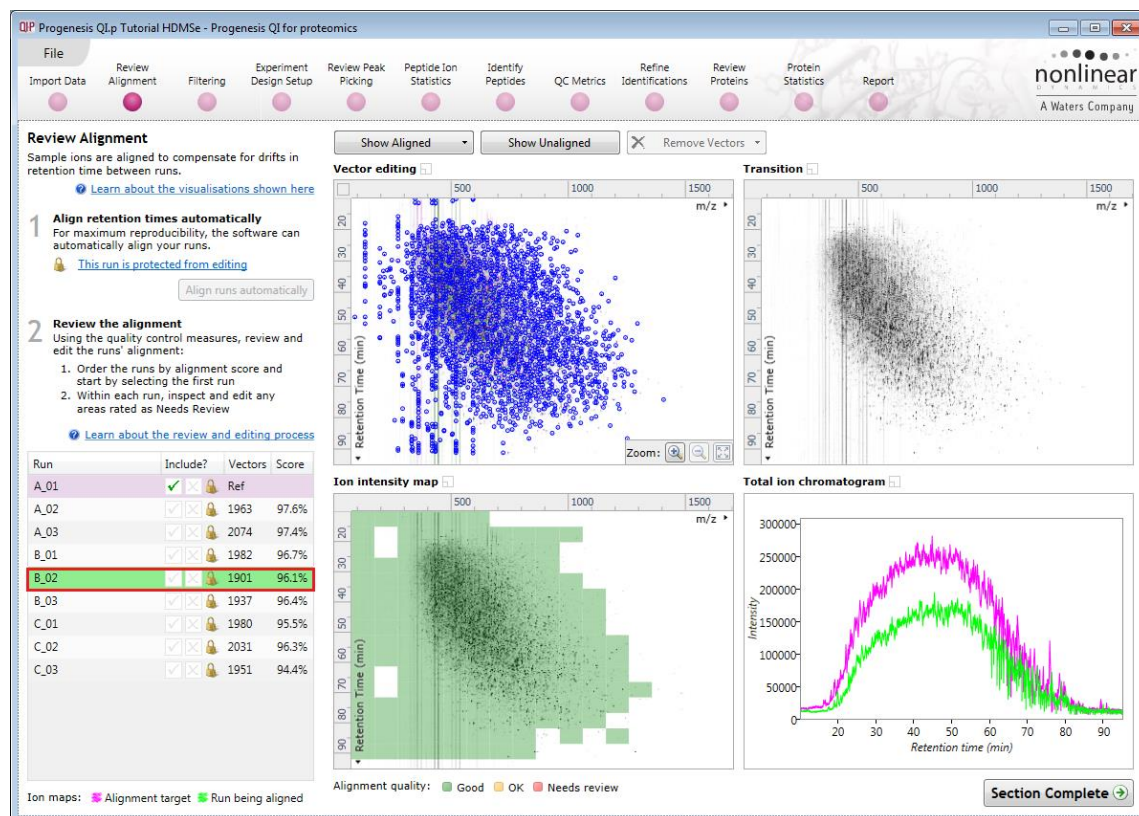 QIP Progenesis QI.p Tutorial HDMSe - Progenesis QI for proteomics
File
Import Data
Review Alignment
Filtering
Experiment Design Setup
Review Peak Picking
Peptide Ion Statistics
Identify Peptides
QC Metrics
Refine Identifications
Review Proteins
Protein Statistics
Report
nonlinear
DYNAMICS
A Waters Company
Review Alignment
Sample ions are aligned to compensate for drifts in
retention time between runs.
Learn about the visualisations shown here
1 Align retention times automatically
For maximum reproducibility, the software can
automatically align your runs.
This run is protected from editing
Align runs automatically
2 Review the alignment
Using the quality control measures, review and
edit the runs' alignment:
1. Order the runs by alignment score and
start by selecting the first run
2. Within each run, inspect and edit any
areas rated as Needs Review
Learn about the review and editing process
Run Include? Vectors Score
A_01 Ref
A_02 1963 97.6%
A_03 2074 97.4%
B_01 1982 96.7%
B_02 1901 96.1%
B_03 1937 96.4%
C_01 1980 95.5%
C_02 2031 96.3%
C_03 1951 94.4%
Ion maps: Alignment target Run being aligned
Show Aligned
Show Unaligned
Remove Vectors
Vector editing
500 1000 1500
m/z
20
30
40
50
60
70
80
90
Retention Time (min)
Zoom:
Transition
500 1000 1500
m/z
20
30
40
50
60
70
80
90
Retention Time (min)
Ion intensity map
500 1000 1500
m/z
20
30
40
50
60
70
80
90
Retention Time (min)
Alignment quality: Good OK Needs review
Total ion chromatogram
300000
250000
200000
150000
100000
50000
0
Intensity
20 30 40 50 60 70 80 90
Retention time (min)
Section Complete